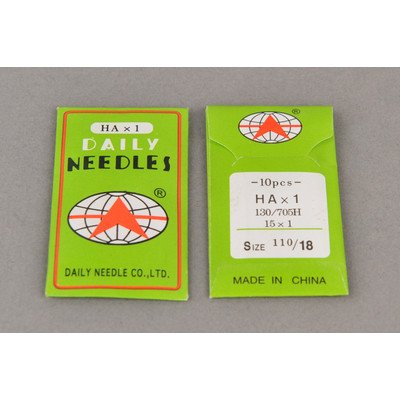 HA x 1
DAILY
NEEDLES
®
DAILY NEEDLE CO.,LTD.
®
-10pcs-
HA x 1
130/705H
15 x 1
SIZE 110/18
MADE IN CHINA